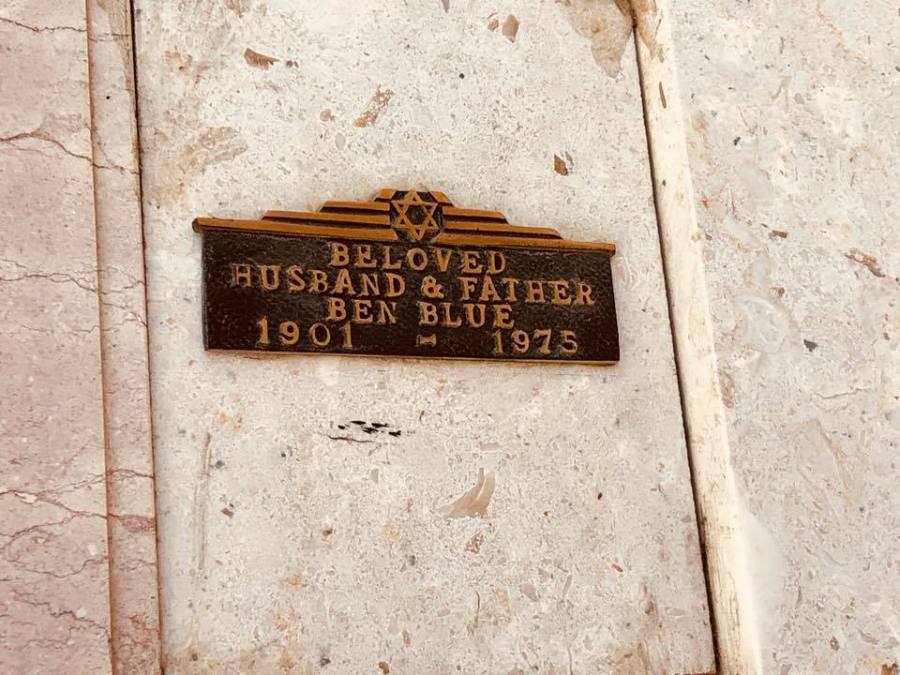 BELOVED
HUSBAND & FATHER
BEN BLUE
1901 - 1975